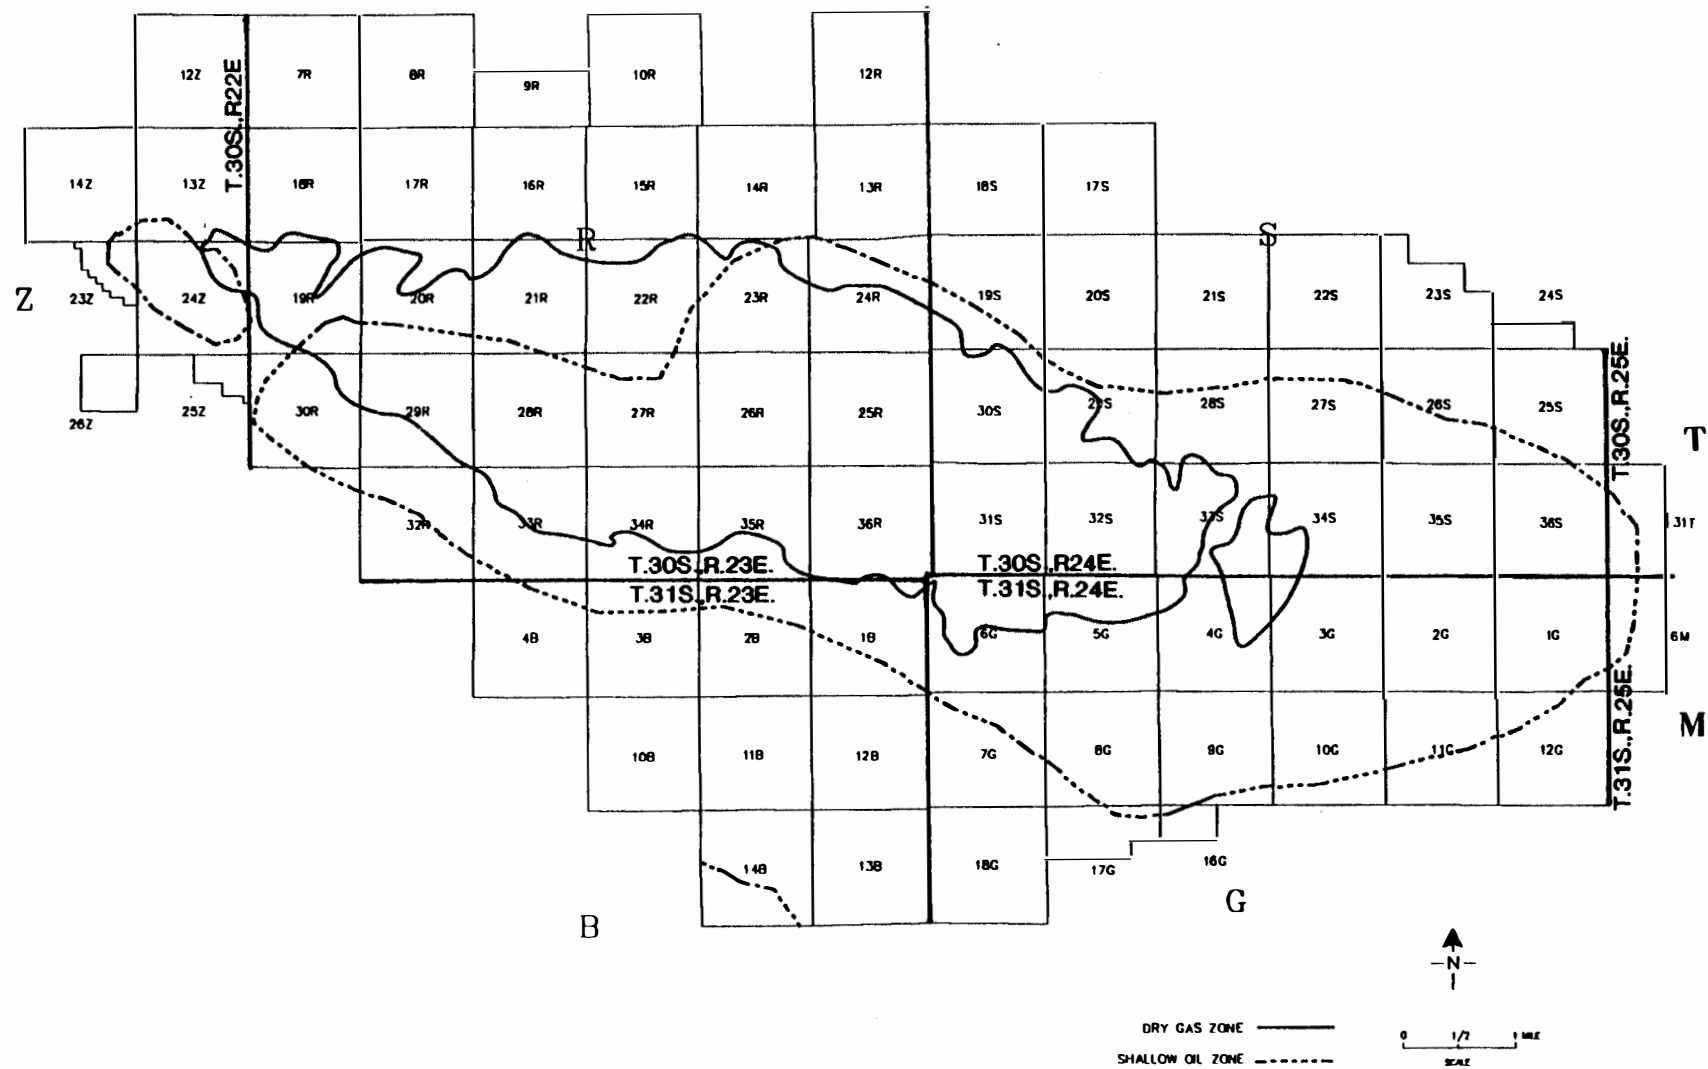 12Z 7R 8R 9R 10R 12R
T.30S.,R22E
14Z 13Z 18R 17R 16R 15R 14R 13R 18S 17S
R S
Z 23Z 24Z 19R 20R 21R 22R 23R 24R 19S 20S 21S 22S 23S 24S
T.30S.,R.25E.
26Z 25Z 30R 29R 28R 27R 26R 25R 30S 29S 28S 27S 26S 25S
T
32R 33R 34R 35R 36R 31S 32S 33S 34S 35S 36S 31T
T.30S.,R.23E. T.30S.,R24E.
T.31S.,R.23E. T.31S.,R.24E.
4B 3B 2B 1B 6G 5G 4G 3G 2G 1G 6M
T.31S.,R.25E.
M
10B 11B 12B 7G 8G 9G 10G 11G 12G
14B 13B 18G 17G 16G
B G
N
DRY GAS ZONE
0 1/2 1 MILE
SHALLOW OIL ZONE
SCALE